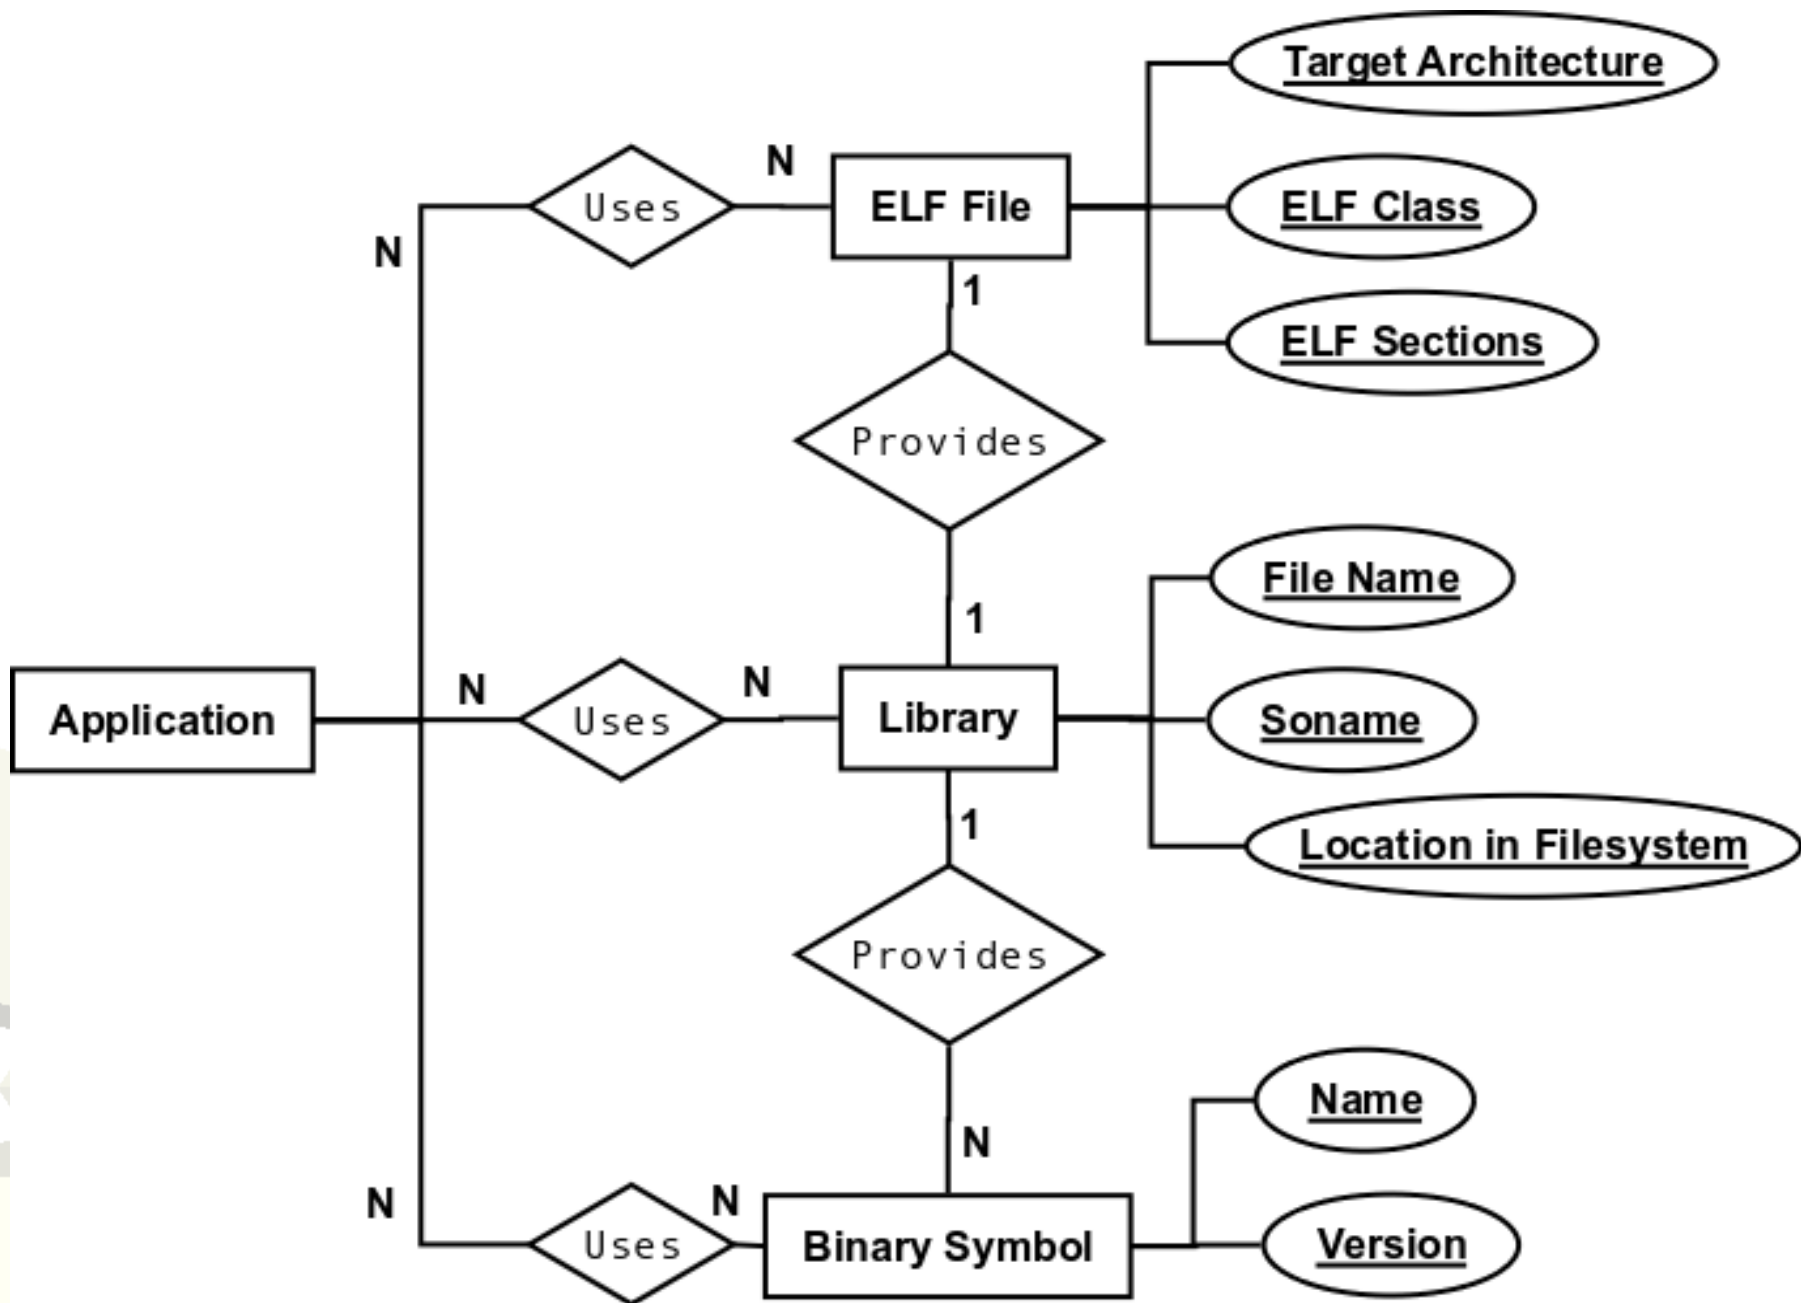 Target Architecture
N
Uses
ELF File
ELF Class
N
1
ELF Sections
Provides
File Name
1
Application
N
Uses
N
Library
Soname
1
Location in Filesystem
Provides
Name
N
N
Uses
N
Binary Symbol
Version